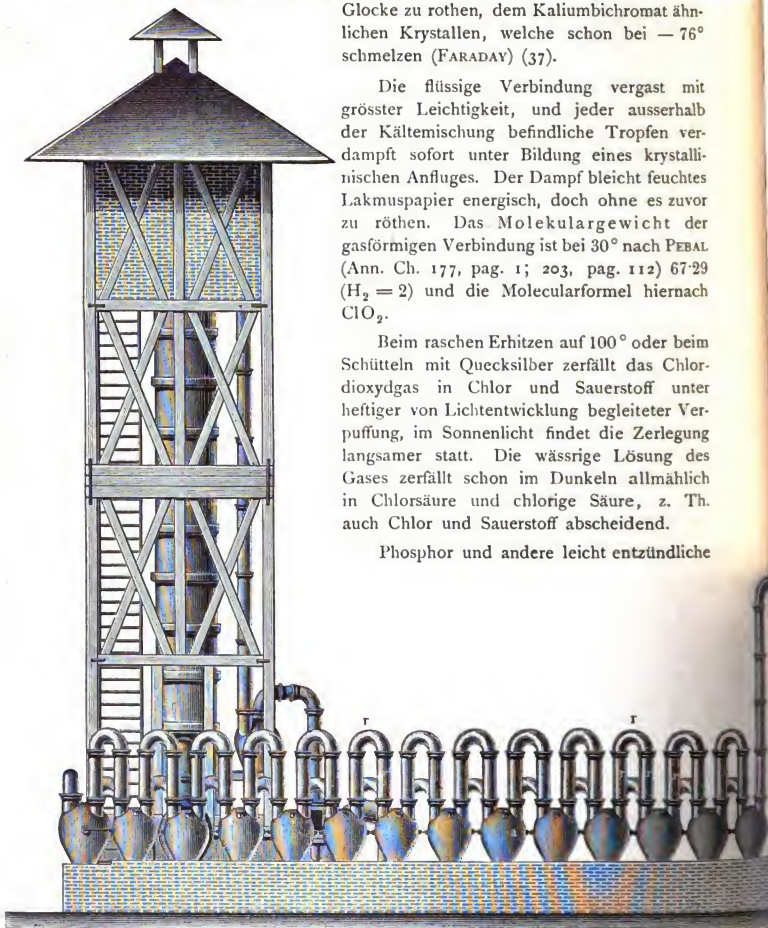 Glocke zu rothen, dem Kaliumbichromat ähn-
lichen Krystallen, welche schon bei — 76°
schmelzen (FARADAY) (37).
Die flüssige Verbindung vergast mit
grösster Leichtigkeit, und jeder ausserhalb
der Kältemischung befindliche Tropfen ver-
dampft sofort unter Bildung eines krystalli-
nischen Anfluges. Der Dampf bleicht feuchtes
Lakmuspapier energisch, doch ohne es zuvor
zu röthen. Das Molekulargewicht der
gasförmigen Verbindung ist bei 30° nach PEBAL
(Ann. Ch. 177, pag. 1; 203, pag. 112) 67·29
(H₂ = 2) und die Molecularformel hiernach
ClO₂.
Beim raschen Erhitzen auf 100° oder beim
Schütteln mit Quecksilber zerfällt das Chlor-
dioxydgas in Chlor und Sauerstoff unter
heftiger von Lichtentwicklung begleiteter Ver-
puffung, im Sonnenlicht findet die Zerlegung
langsamer statt. Die wässrige Lösung des
Gases zerfällt schon im Dunkeln allmählich
in Chlorsäure und chlorige Säure, z. Th.
auch Chlor und Sauerstoff abscheidend.
Phosphor und andere leicht entzündliche
r r